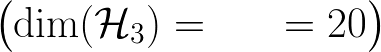 (dim(ℋ₃) = = 20)